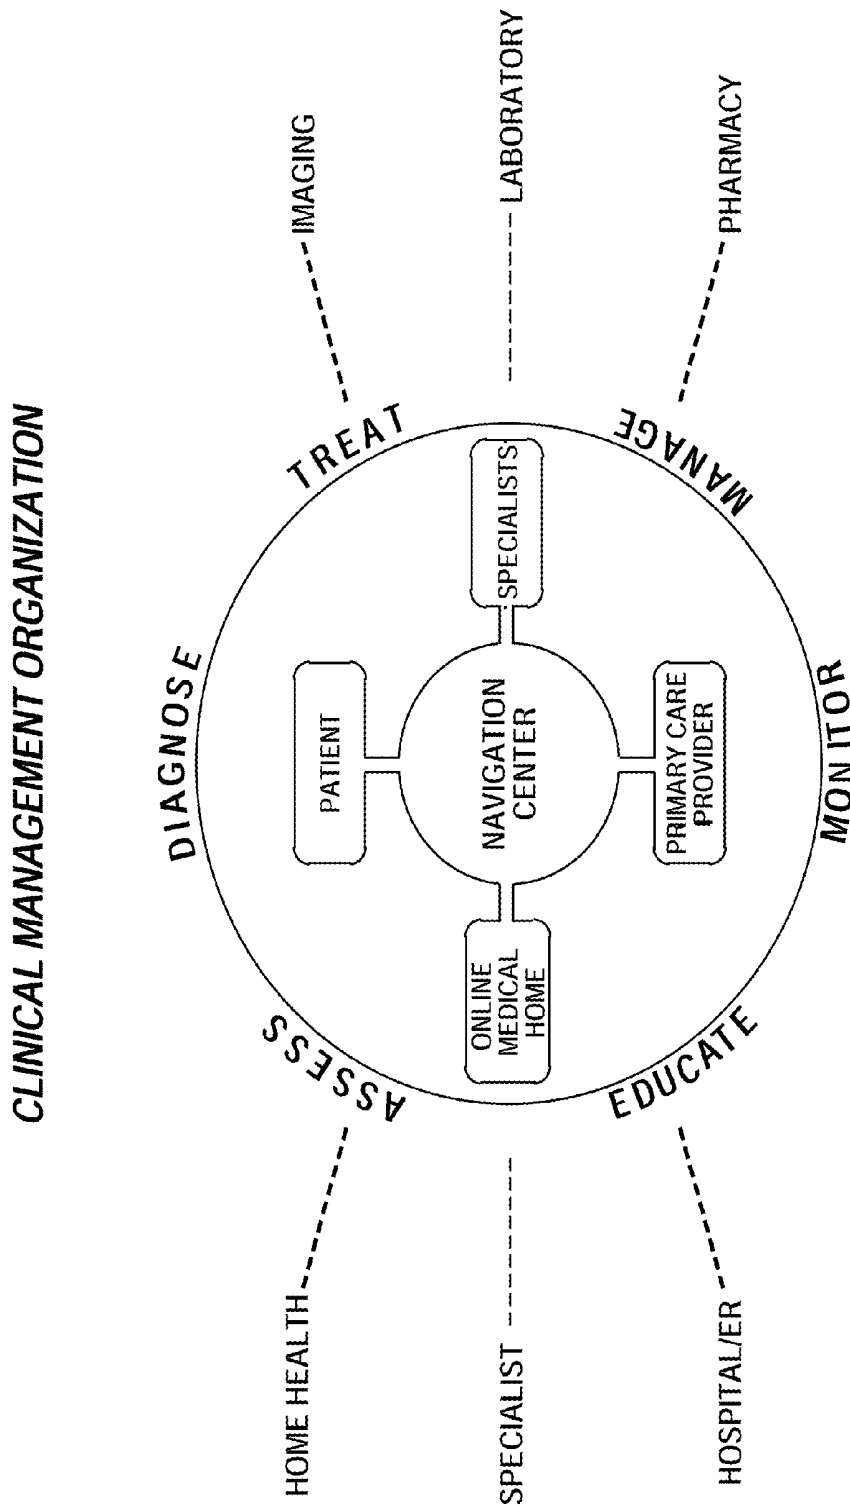 CLINICAL MANAGEMENT ORGANIZATION
DIAGNOSE
ASSESS
TREAT
HOME HEALTH
IMAGING
PATIENT
SPECIALIST
ONLINE
MEDICAL
HOME
NAVIGATION
CENTER
SPECIALISTS
LABORATORY
PRIMARY CARE
PROVIDER
HOSPITAL/ER
PHARMACY
EDUCATE
MONITOR
MANAGE